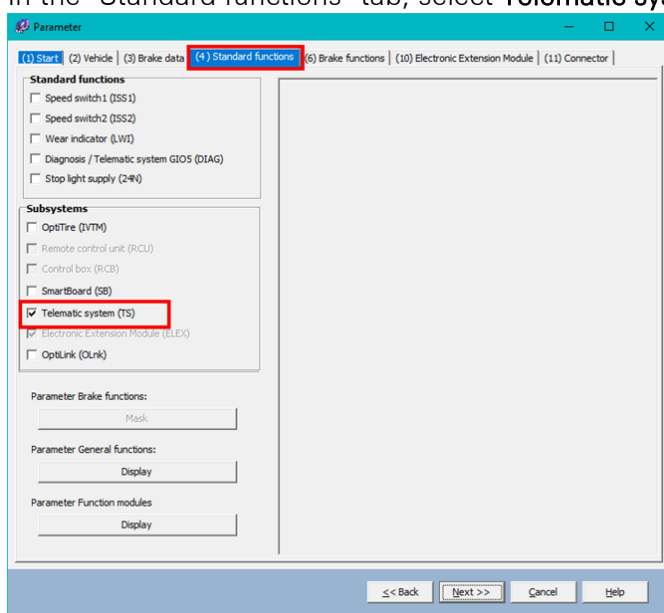 In the "Standard functions" tab, select Telematic sy
Parameter
(1) Start (2) Vehicle (3) Brake data (4) Standard functions (6) Brake functions (10) Electronic Extension Module (11) Connector
Standard functions
Speed switch1 (ISS1)
Speed switch2 (ISS2)
Wear indicator (LWI)
Diagnosis / Telematic system GIO5 (DIAG)
Stop light supply (24N)
Subsystems
OptiTire (IVTM)
Remote control unit (RCU)
Control box (RCB)
SmartBoard (SB)
Telematic system (TS)
Electronic Extension Module (ELEX)
OptiLink (OLnk)
Parameter Brake functions:
Mask
Parameter General functions:
Display
Parameter Function modules
Display
<< Back Next >> Cancel Help